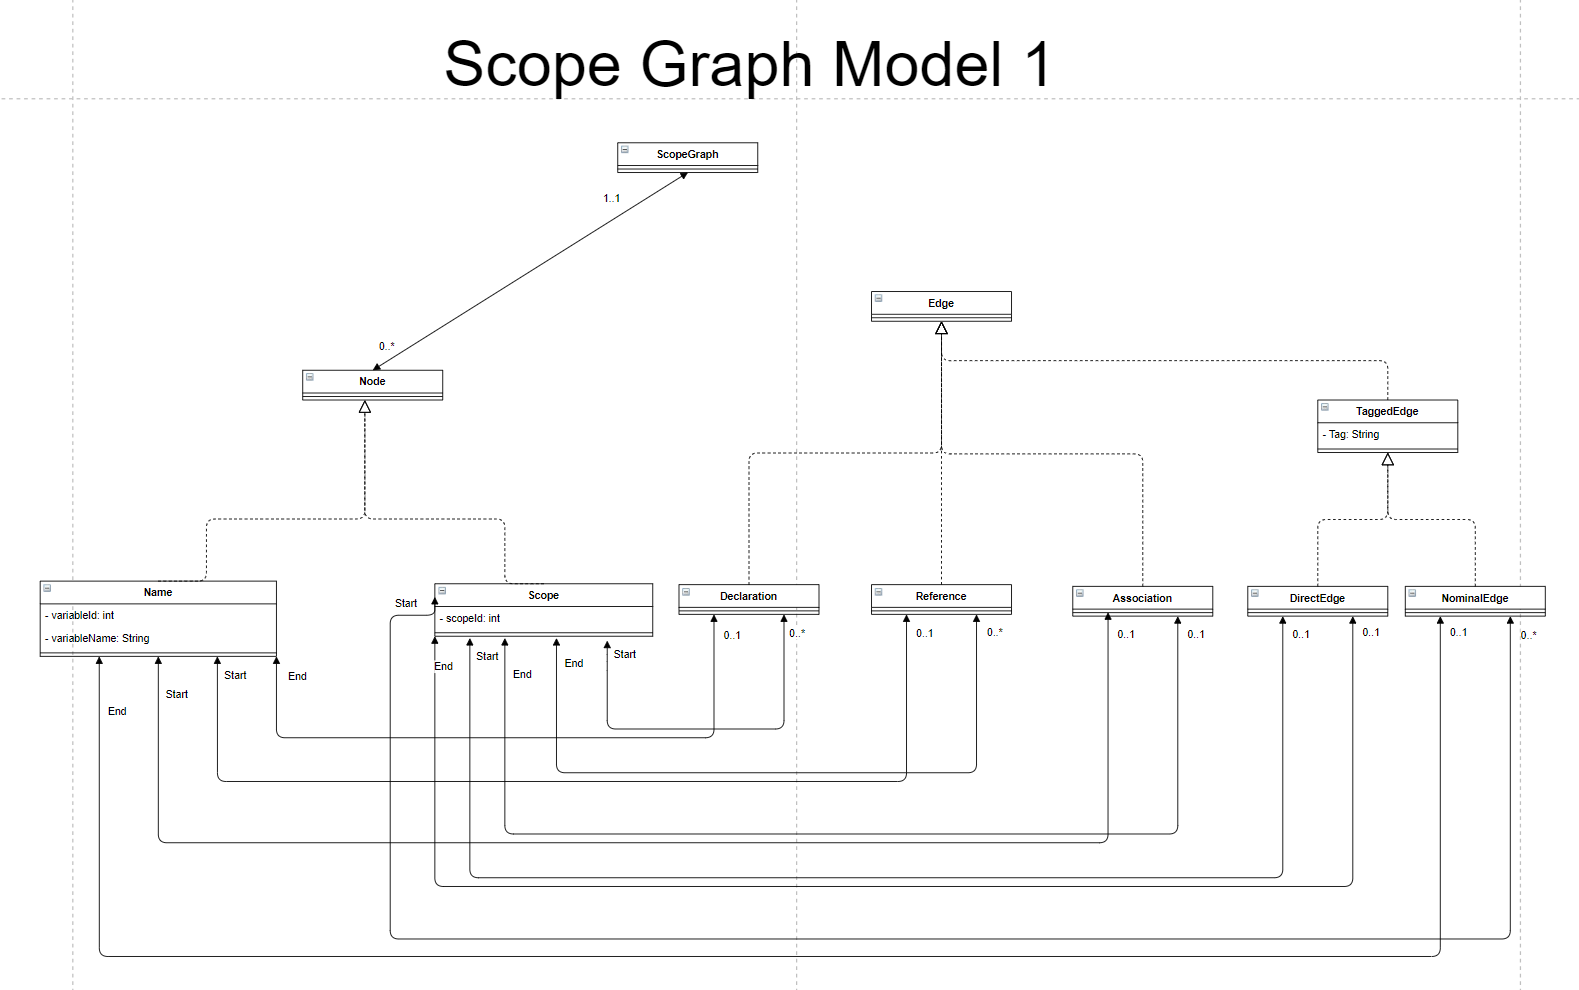 Scope Graph Model 1
ScopeGraph
1..1
Edge
0..*
Node
TaggedEdge
- Tag: String
Name
- variableId: int
- variableName: String
Start
Scope
- scopeId: int
Declaration
Reference
Association
DirectEdge
NominalEdge
0..1
0..*
0..1
0..*
0..1
0..1
0..1
0..1
0..1
0..*
End
Start
End
End
Start
Start
End
Start
End